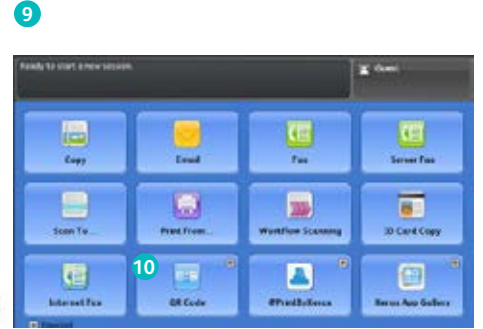 9
Ready to start a new session.
Guest
Copy
Email
Fax
Server Fax
Scan To...
Print From...
Workflow Scanning
ID Card Copy
10
Internet Fax
QR Code
@PrintByXerox
Xerox App Gallery